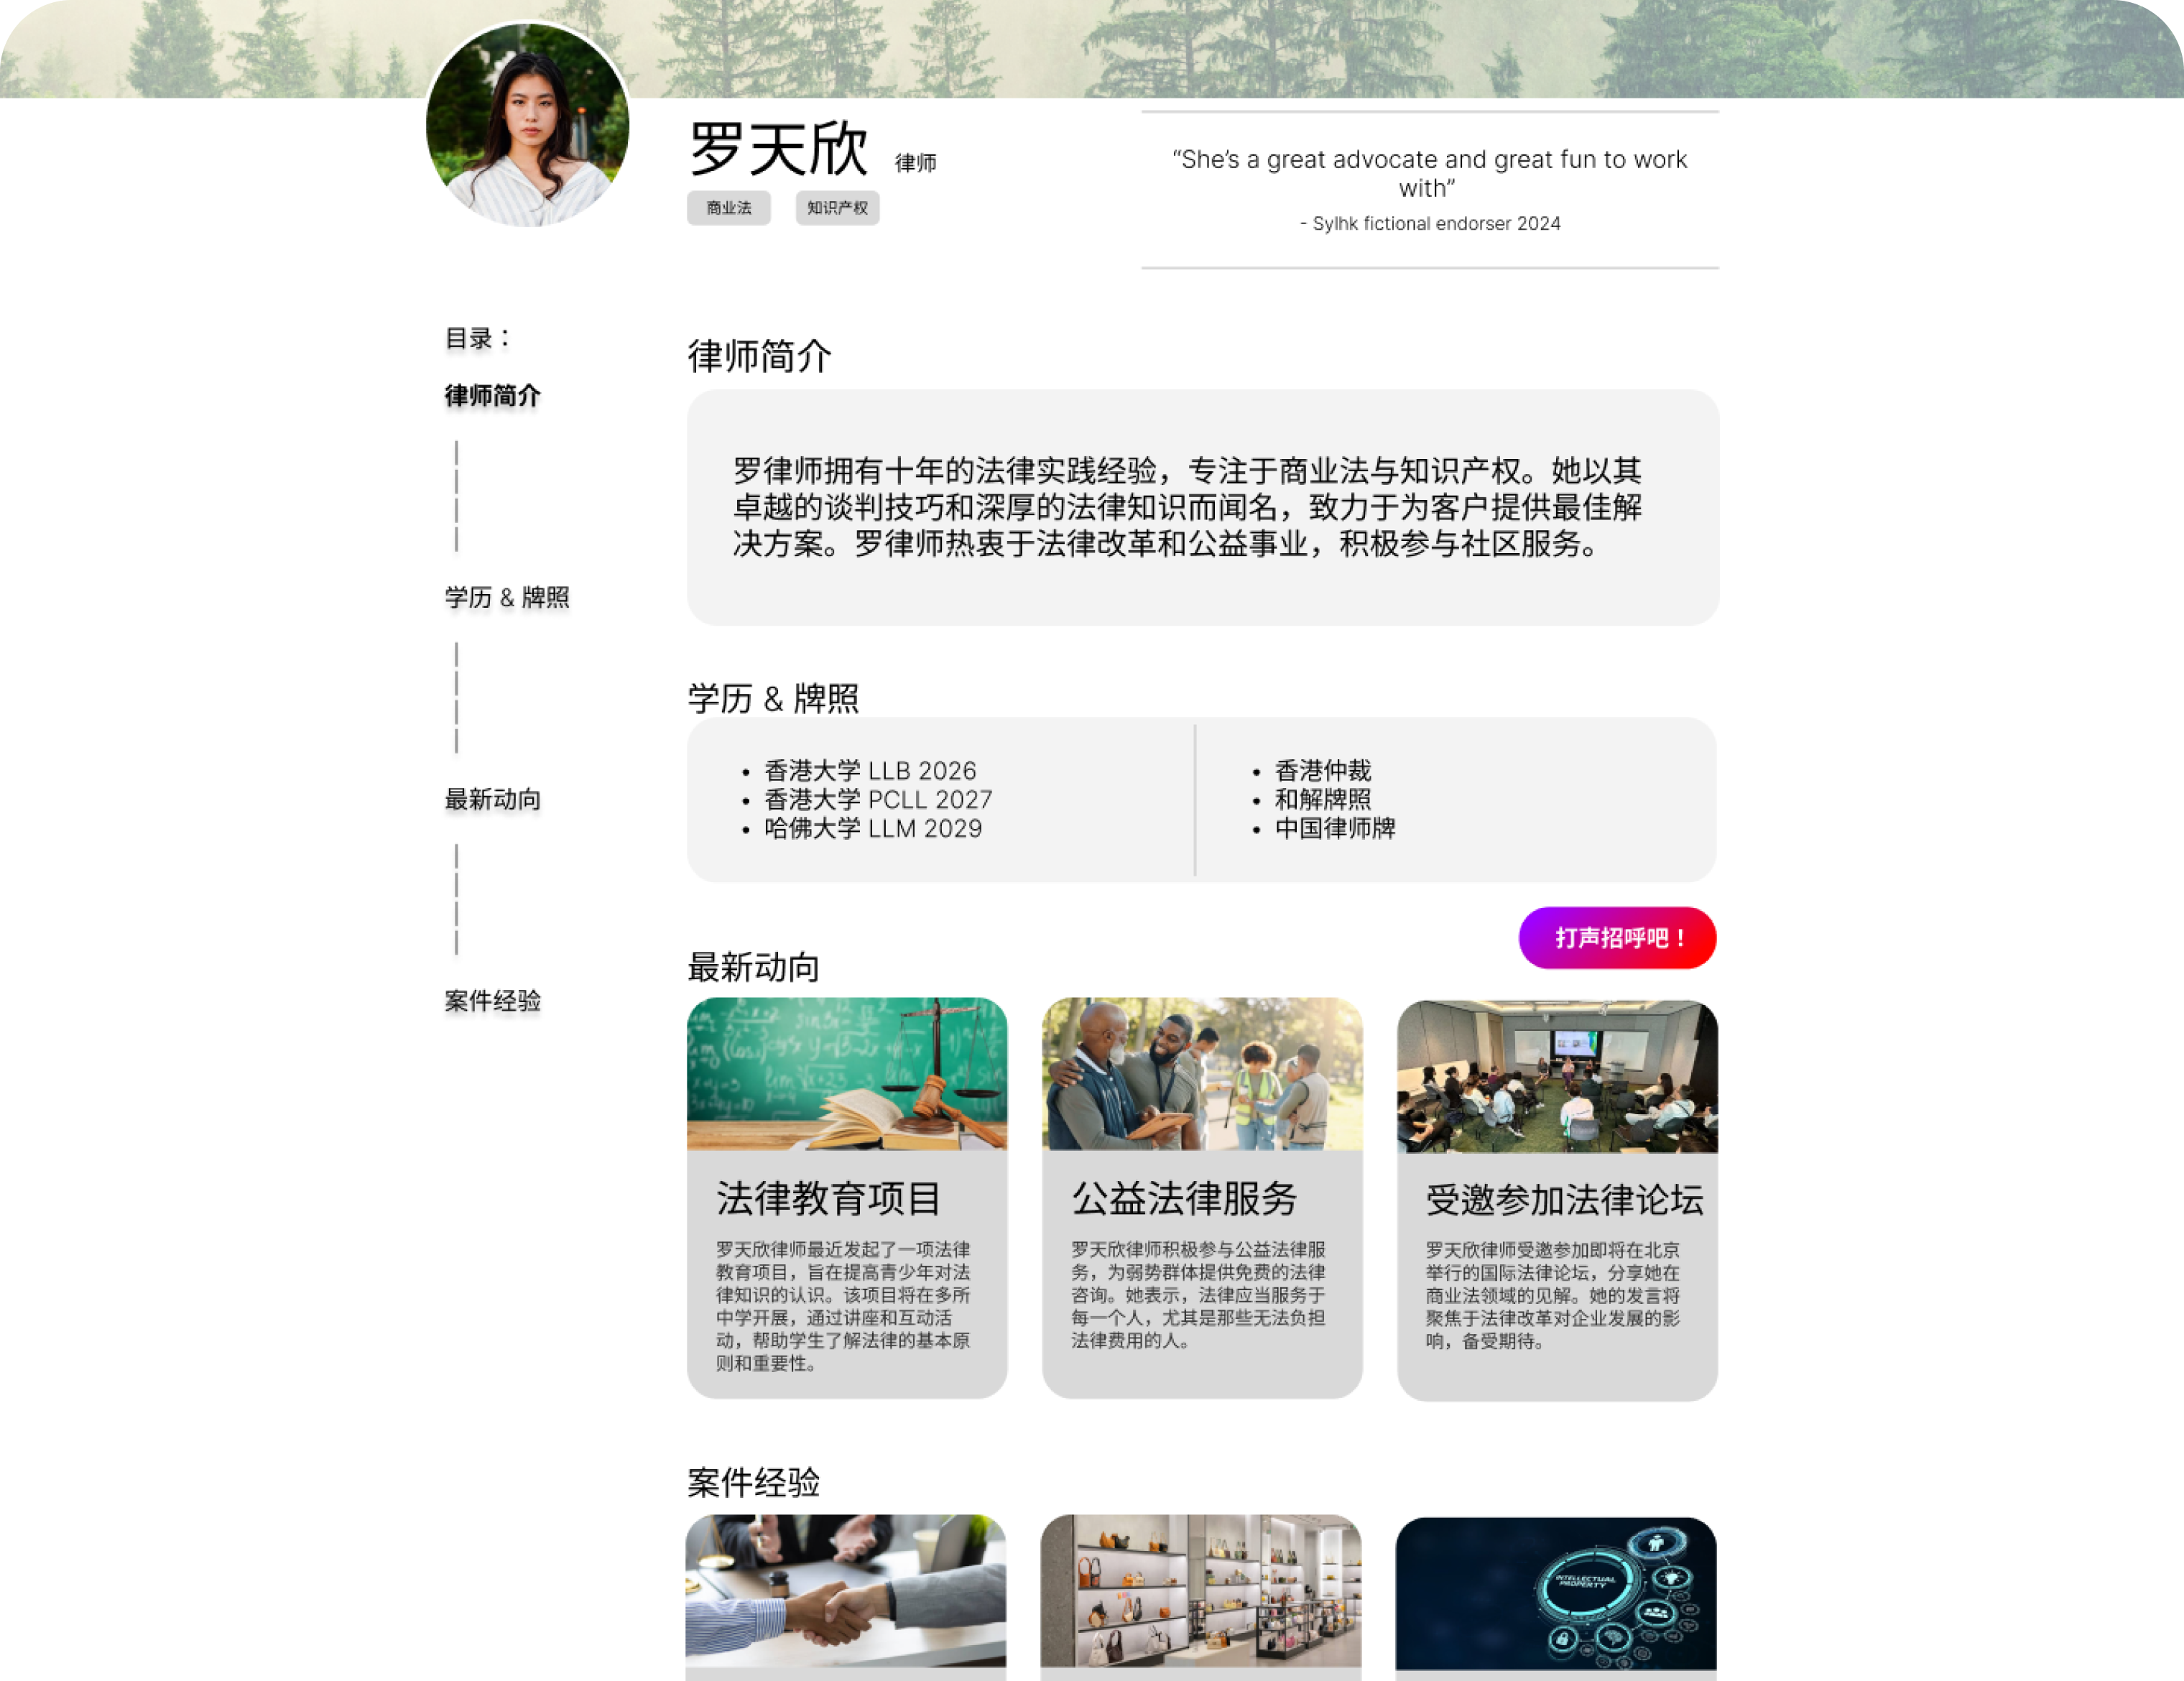 罗天欣 律师
商业法 知识产权
“She’s a great advocate and great fun to work
with”
- Sylhk fictional endorser 2024
目录：
律师简介
学历 & 牌照
最新动向
案件经验
律师简介
罗律师拥有十年的法律实践经验，专注于商业法与知识产权。她以其
卓越的谈判技巧和深厚的法律知识而闻名，致力于为客户提供最佳解
决方案。罗律师热衷于法律改革和公益事业，积极参与社区服务。
学历 & 牌照
• 香港大学 LLB 2026
• 香港大学 PCLL 2027
• 哈佛大学 LLM 2029
• 香港仲裁
• 和解牌照
• 中国律师牌
打声招呼吧！
最新动向
法律教育项目
罗天欣律师最近发起了一项法律
教育项目，旨在提高青少年对法
律知识的认识。该项目将在多所
中学开展，通过讲座和互动活
动，帮助学生了解法律的基本原
则和重要性。
公益法律服务
罗天欣律师积极参与公益法律服
务，为弱势群体提供免费的法律
咨询。她表示，法律应当服务于
每一个人，尤其是那些无法负担
法律费用的人。
受邀参加法律论坛
罗天欣律师受邀参加即将在北京
举行的国际法律论坛，分享她在
商业法领域的见解。她的发言将
聚焦于法律改革对企业发展的影
响，备受期待。
案件经验
INTELLECTUAL
PROPERTY